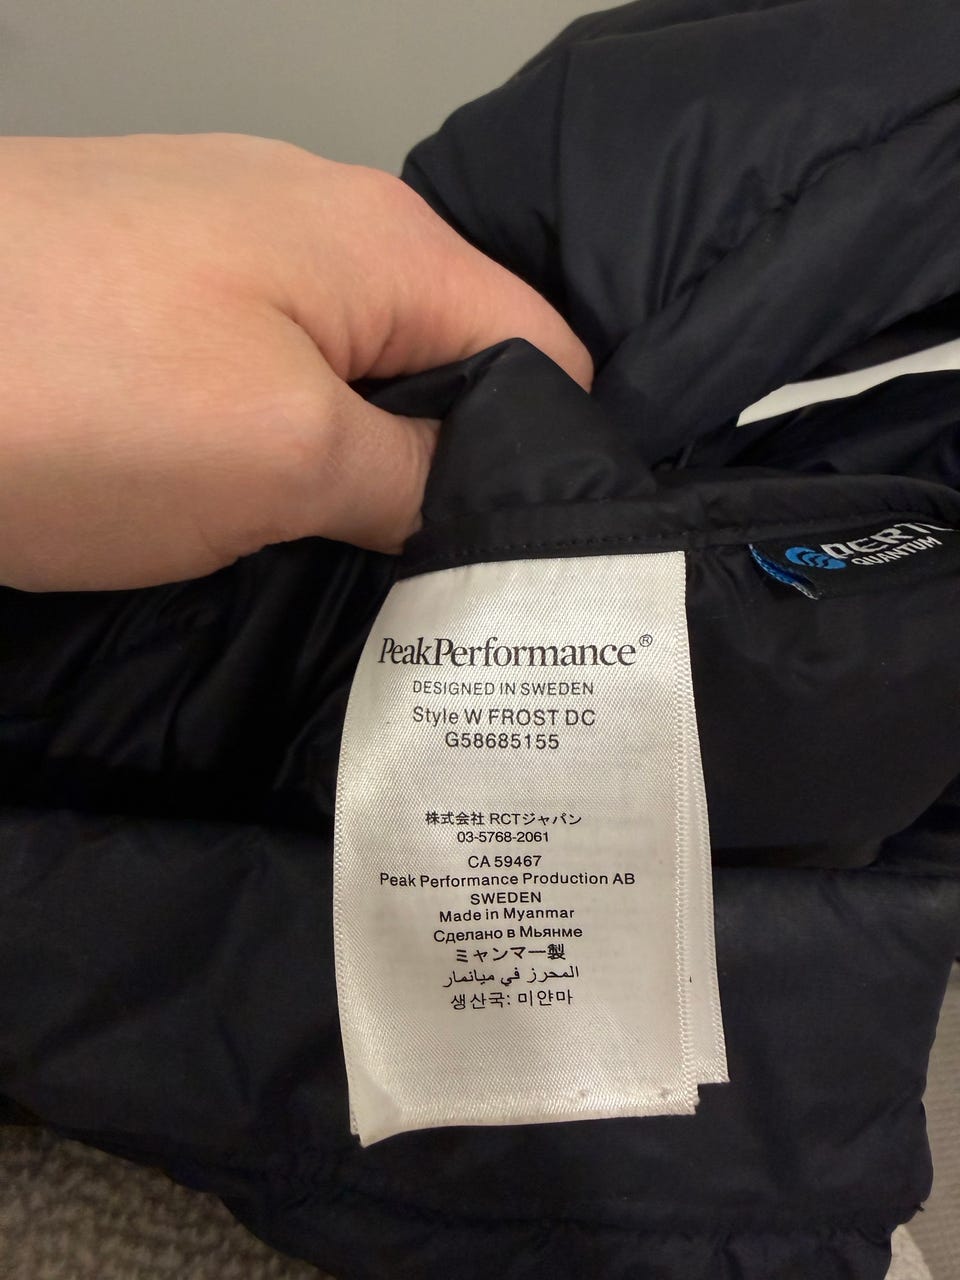 PeakPerformance®
DESIGNED IN SWEDEN
Style W FROST DC
G58685155
株式会社 RCTジャパン
03-5768-2061
CA 59467
Peak Performance Production AB
SWEDEN
Made in Myanmar
Сделано в Мьянме
ミャンマー製
المحرز في ميانمار
생산국: 미얀마
QUANTUM